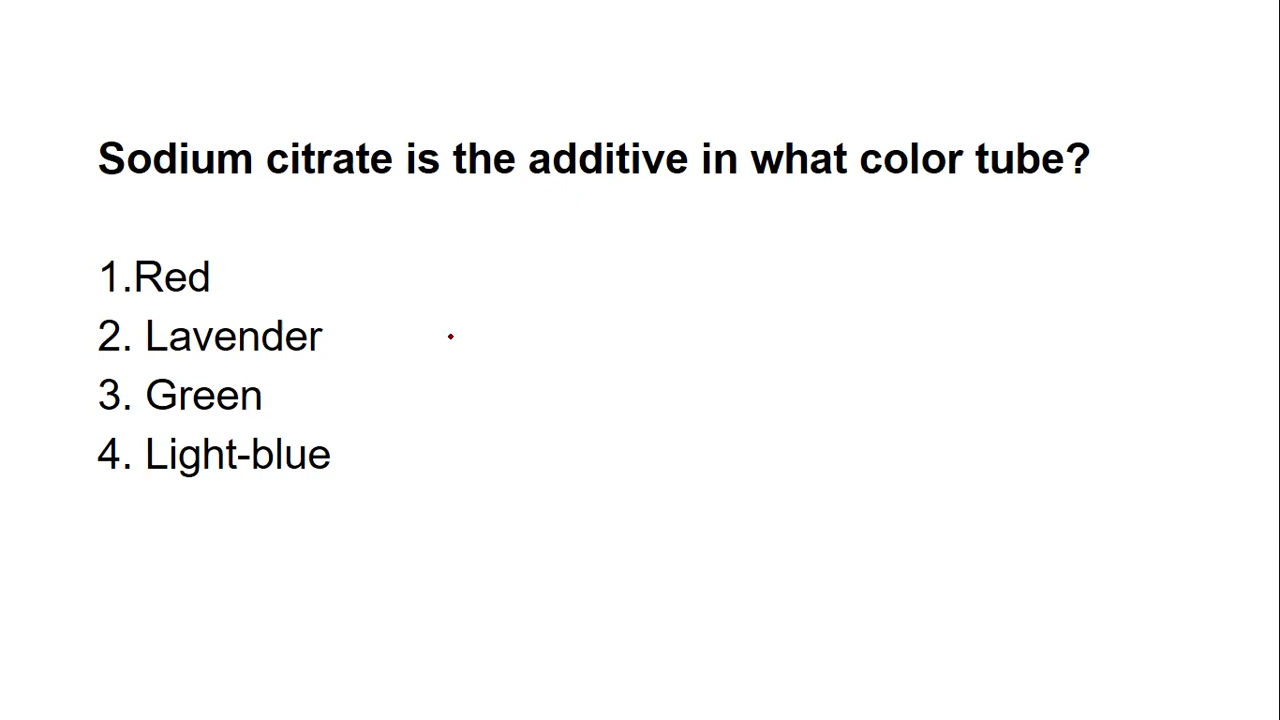 Sodium citrate is the additive in what color tube?
1.Red
2. Lavender
3. Green
4. Light-blue